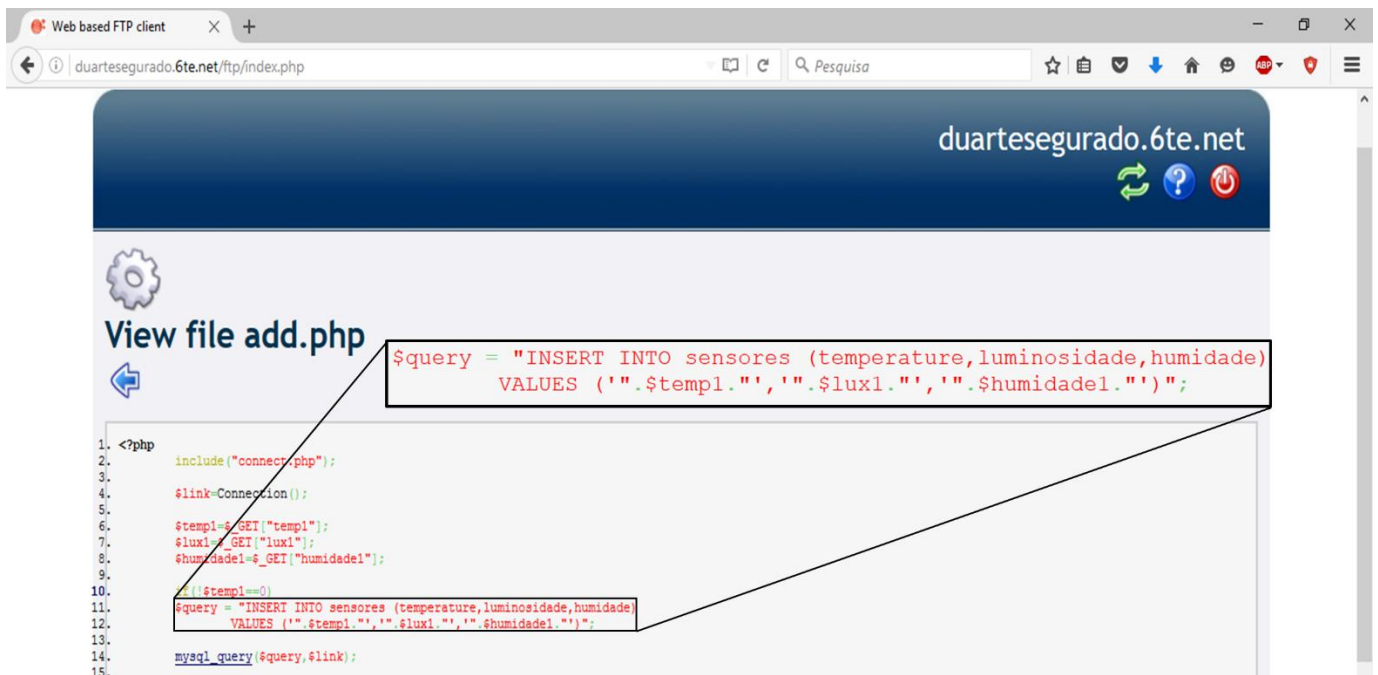 Web based FTP client
duartesegurado.6te.net/ftp/index.php
Pesquisa
ABP
duartesegurado.6te.net
View file add.php
$query = "INSERT INTO sensores (temperature,luminosidade,humidade)
VALUES ('".$temp1."','".$lux1."','".$humidade1."')";
1. <?php
2. include("connect.php");
3.
4. $link=Connection();
5.
6. $temp1=$_GET["temp1"];
7. $lux1=$_GET["lux1"];
8. $humidade1=$_GET["humidade1"];
9.
10. if(!$temp1==0)
11. $query = "INSERT INTO sensores (temperature,luminosidade,humidade)
12. VALUES ('".$temp1."','".$lux1."','".$humidade1."')";
13.
14. mysql_query($query,$link);
15.